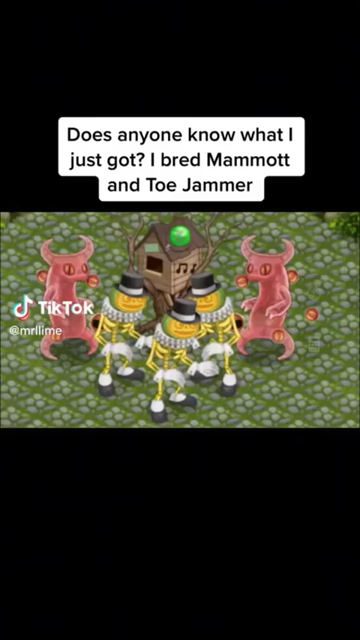 Does anyone know what I
just got? I bred Mammott
and Toe Jammer
TikTok
@mrllime